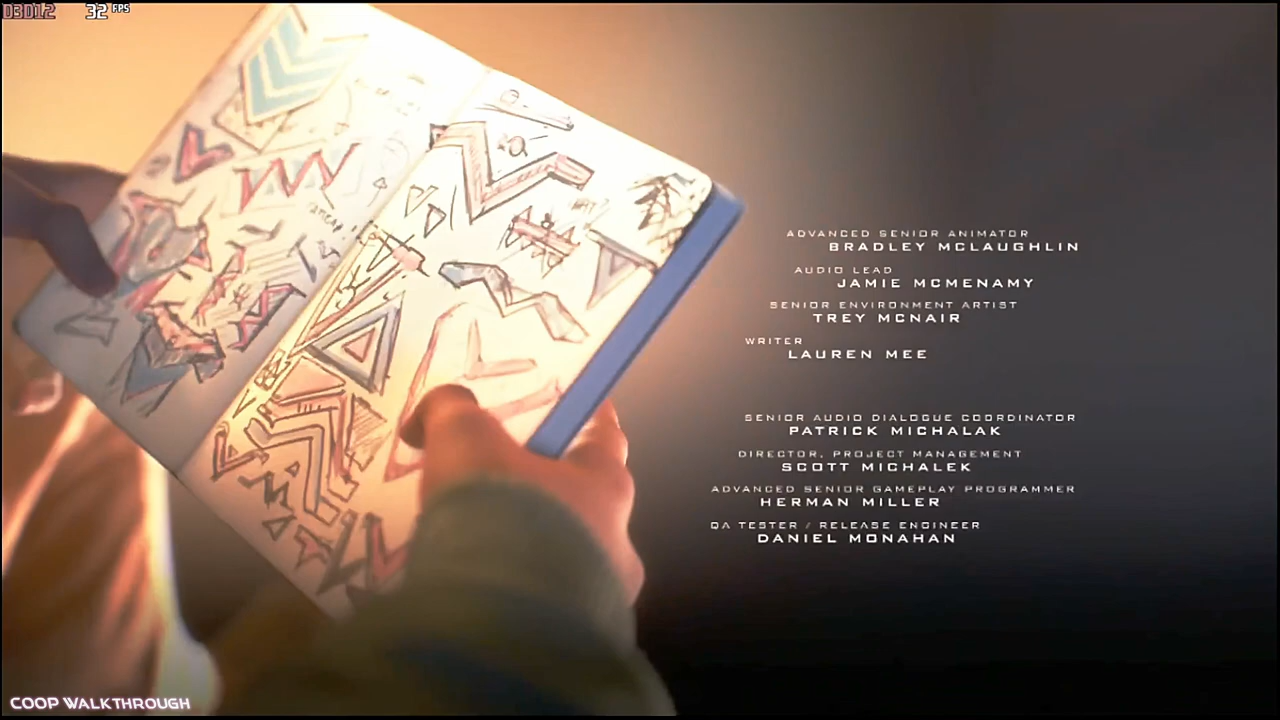 D3D12 32 FPS
ADVANCED SENIOR ANIMATOR
BRADLEY MCLAUGHLIN
AUDIO LEAD
JAMIE MCMENAMY
SENIOR ENVIRONMENT ARTIST
TREY MCNAIR
WRITER
LAUREN MEE
SENIOR AUDIO DIALOGUE COORDINATOR
PATRICK MICHALAK
DIRECTOR, PROJECT MANAGEMENT
SCOTT MICHALEK
ADVANCED SENIOR GAMEPLAY PROGRAMMER
HERMAN MILLER
QA TESTER / RELEASE ENGINEER
DANIEL MONAHAN
COOP WALKTHROUGH